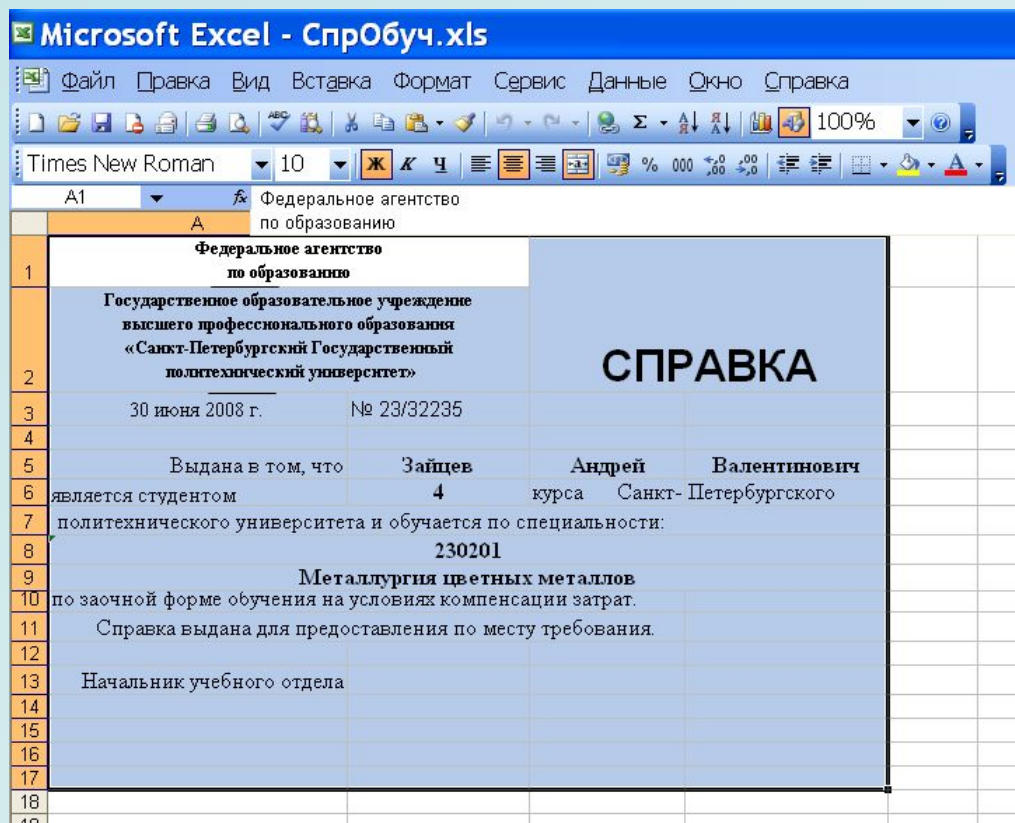 Microsoft Excel - СпрОбуч.xls
Файл Правка Вид Вставка Формат Сервис Данные Окно Справка
100%
Times New Roman 10 Ж К Ч % 000
A1 fx Федеральное агентство
по образованию
A
1 Федеральное агентство
по образованию
Государственное образовательное учреждение
высшего профессионального образования
«Санкт-Петербургский Государственный
2 политехнический университет» СПРАВКА
3 30 июня 2008 г. № 23/32235
4
5 Выдана в том, что Зайцев Андрей Валентинович
6 является студентом 4 курса Санкт- Петербургского
7 политехнического университета и обучается по специальности:
8 230201
9 Металлургия цветных металлов
10 по заочной форме обучения на условиях компенсации затрат.
11 Справка выдана для предоставления по месту требования.
12
13 Начальник учебного отдела
14
15
16
17
18